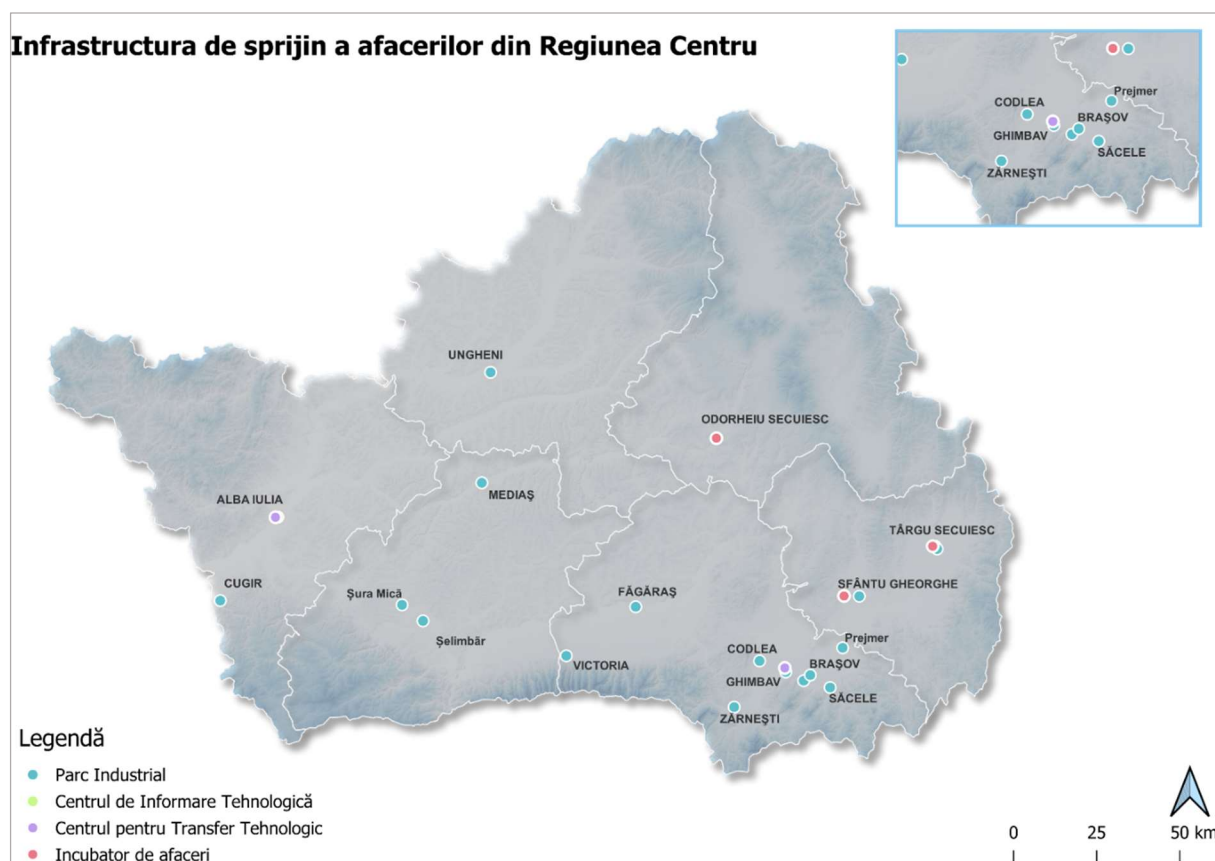 Infrastructura de sprijin a afacerilor din Regiunea Centru
Prejmer
CODLEA
BRAŞOV
GHIMBAV
SĂCELE
ZĂRNEŞTI
UNGHENI
ODORHEIU SECUIESC
MEDIAŞ
ALBA IULIA
TÂRGU SECUIESC
CUGIR
SFÂNTU GHEORGHE
Şura Mică
FĂGĂRAŞ
Şelimbăr
Prejmer
CODLEA
BRAŞOV
VICTORIA
GHIMBAV
SĂCELE
ZĂRNEŞTI
Legendă
Parc Industrial
Centrul de Informare Tehnologică
Centrul pentru Transfer Tehnologic
Incubator de afaceri
0 25 50 km